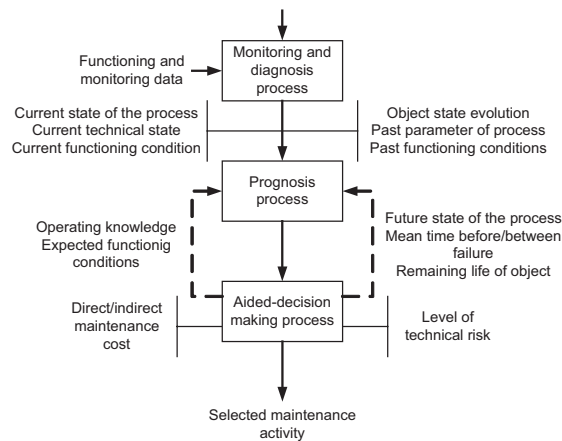 Monitoring and
diagnosis
process
Functioning and
monitoring data
Current state of the process
Current technical state
Current functioning condition
Object state evolution
Past parameter of process
Past functioning conditions
Prognosis
process
Operating knowledge
Expected functionig
conditions
Future state of the process
Mean time before/between
failure
Remaining life of object
Aided-decision
making process
Direct/indirect
maintenance
cost
Level of
technical risk
Selected maintenance
activity